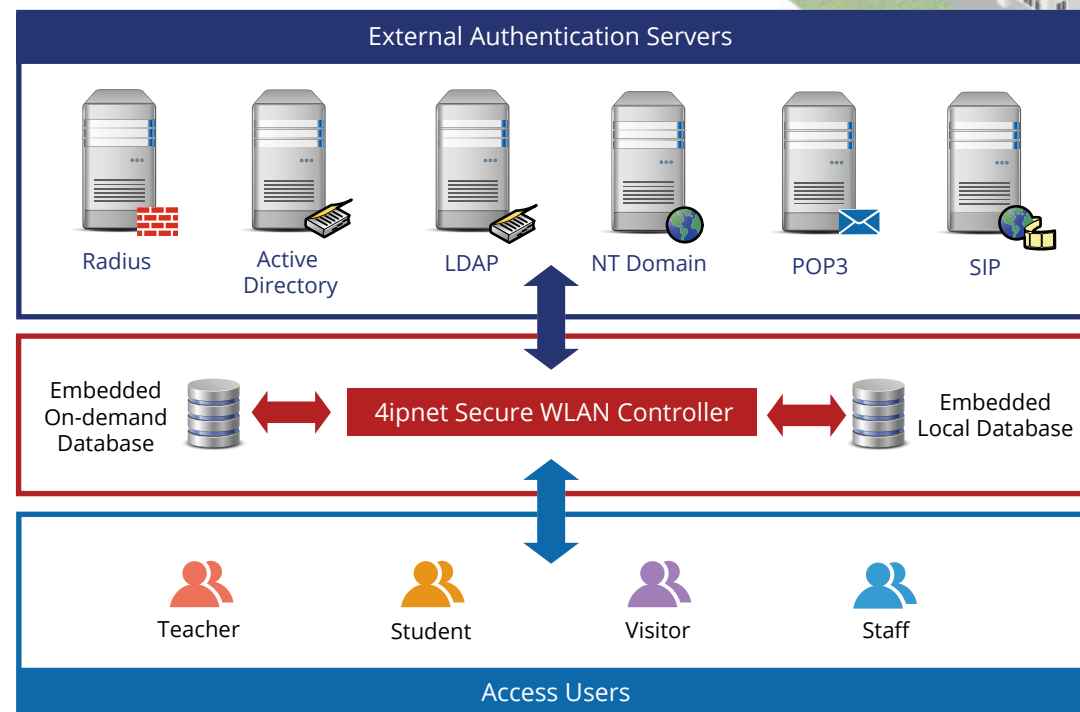 External Authentication Servers
Radius
Active
Directory
LDAP
NT Domain
POP3
SIP
Embedded
On-demand
Database
4ipnet Secure WLAN Controller
Embedded
Local Database
Teacher
Student
Visitor
Staff
Access Users